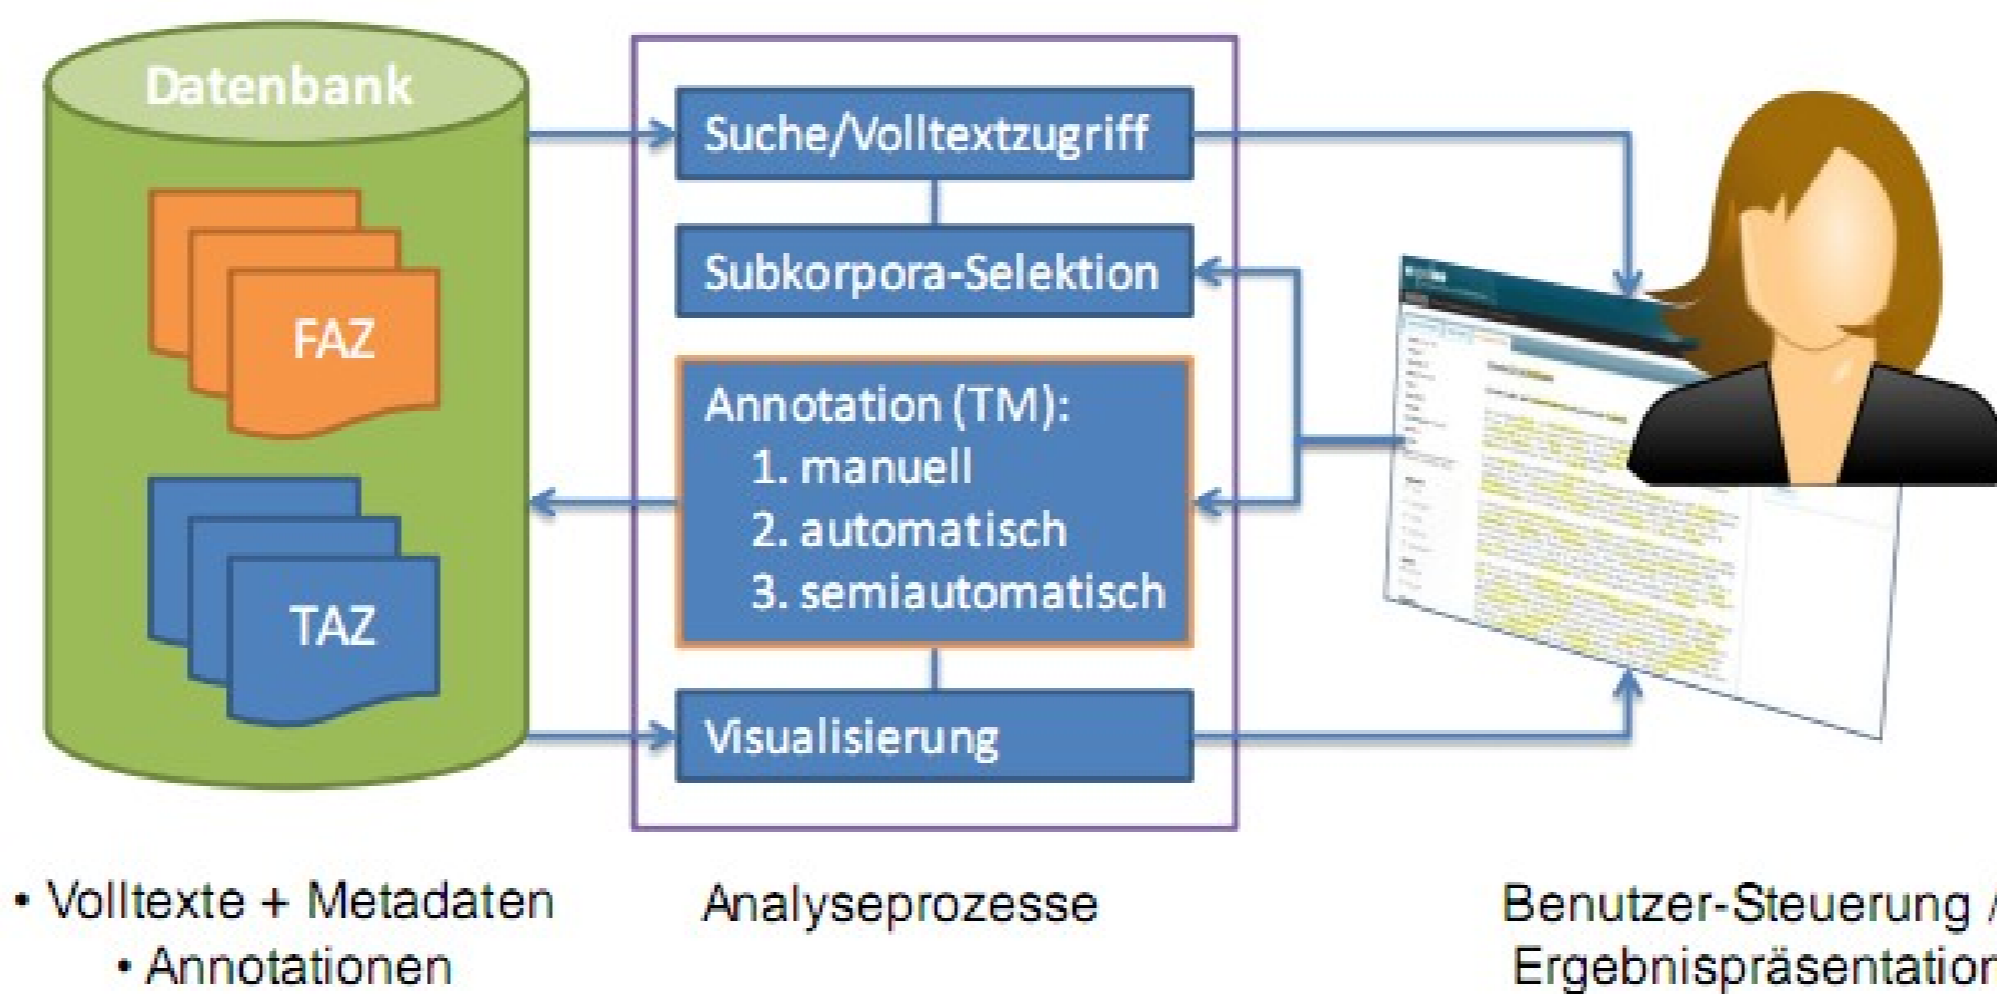 Datenbank
FAZ
TAZ
Suche/Volltextzugriff
Subkorpora-Selektion
Annotation (TM):
1. manuell
2. automatisch
3. semiautomatisch
Visualisierung
• Volltexte + Metadaten
• Annotationen
Analyseprozesse
Benutzer-Steuerung /
Ergebnispräsentation